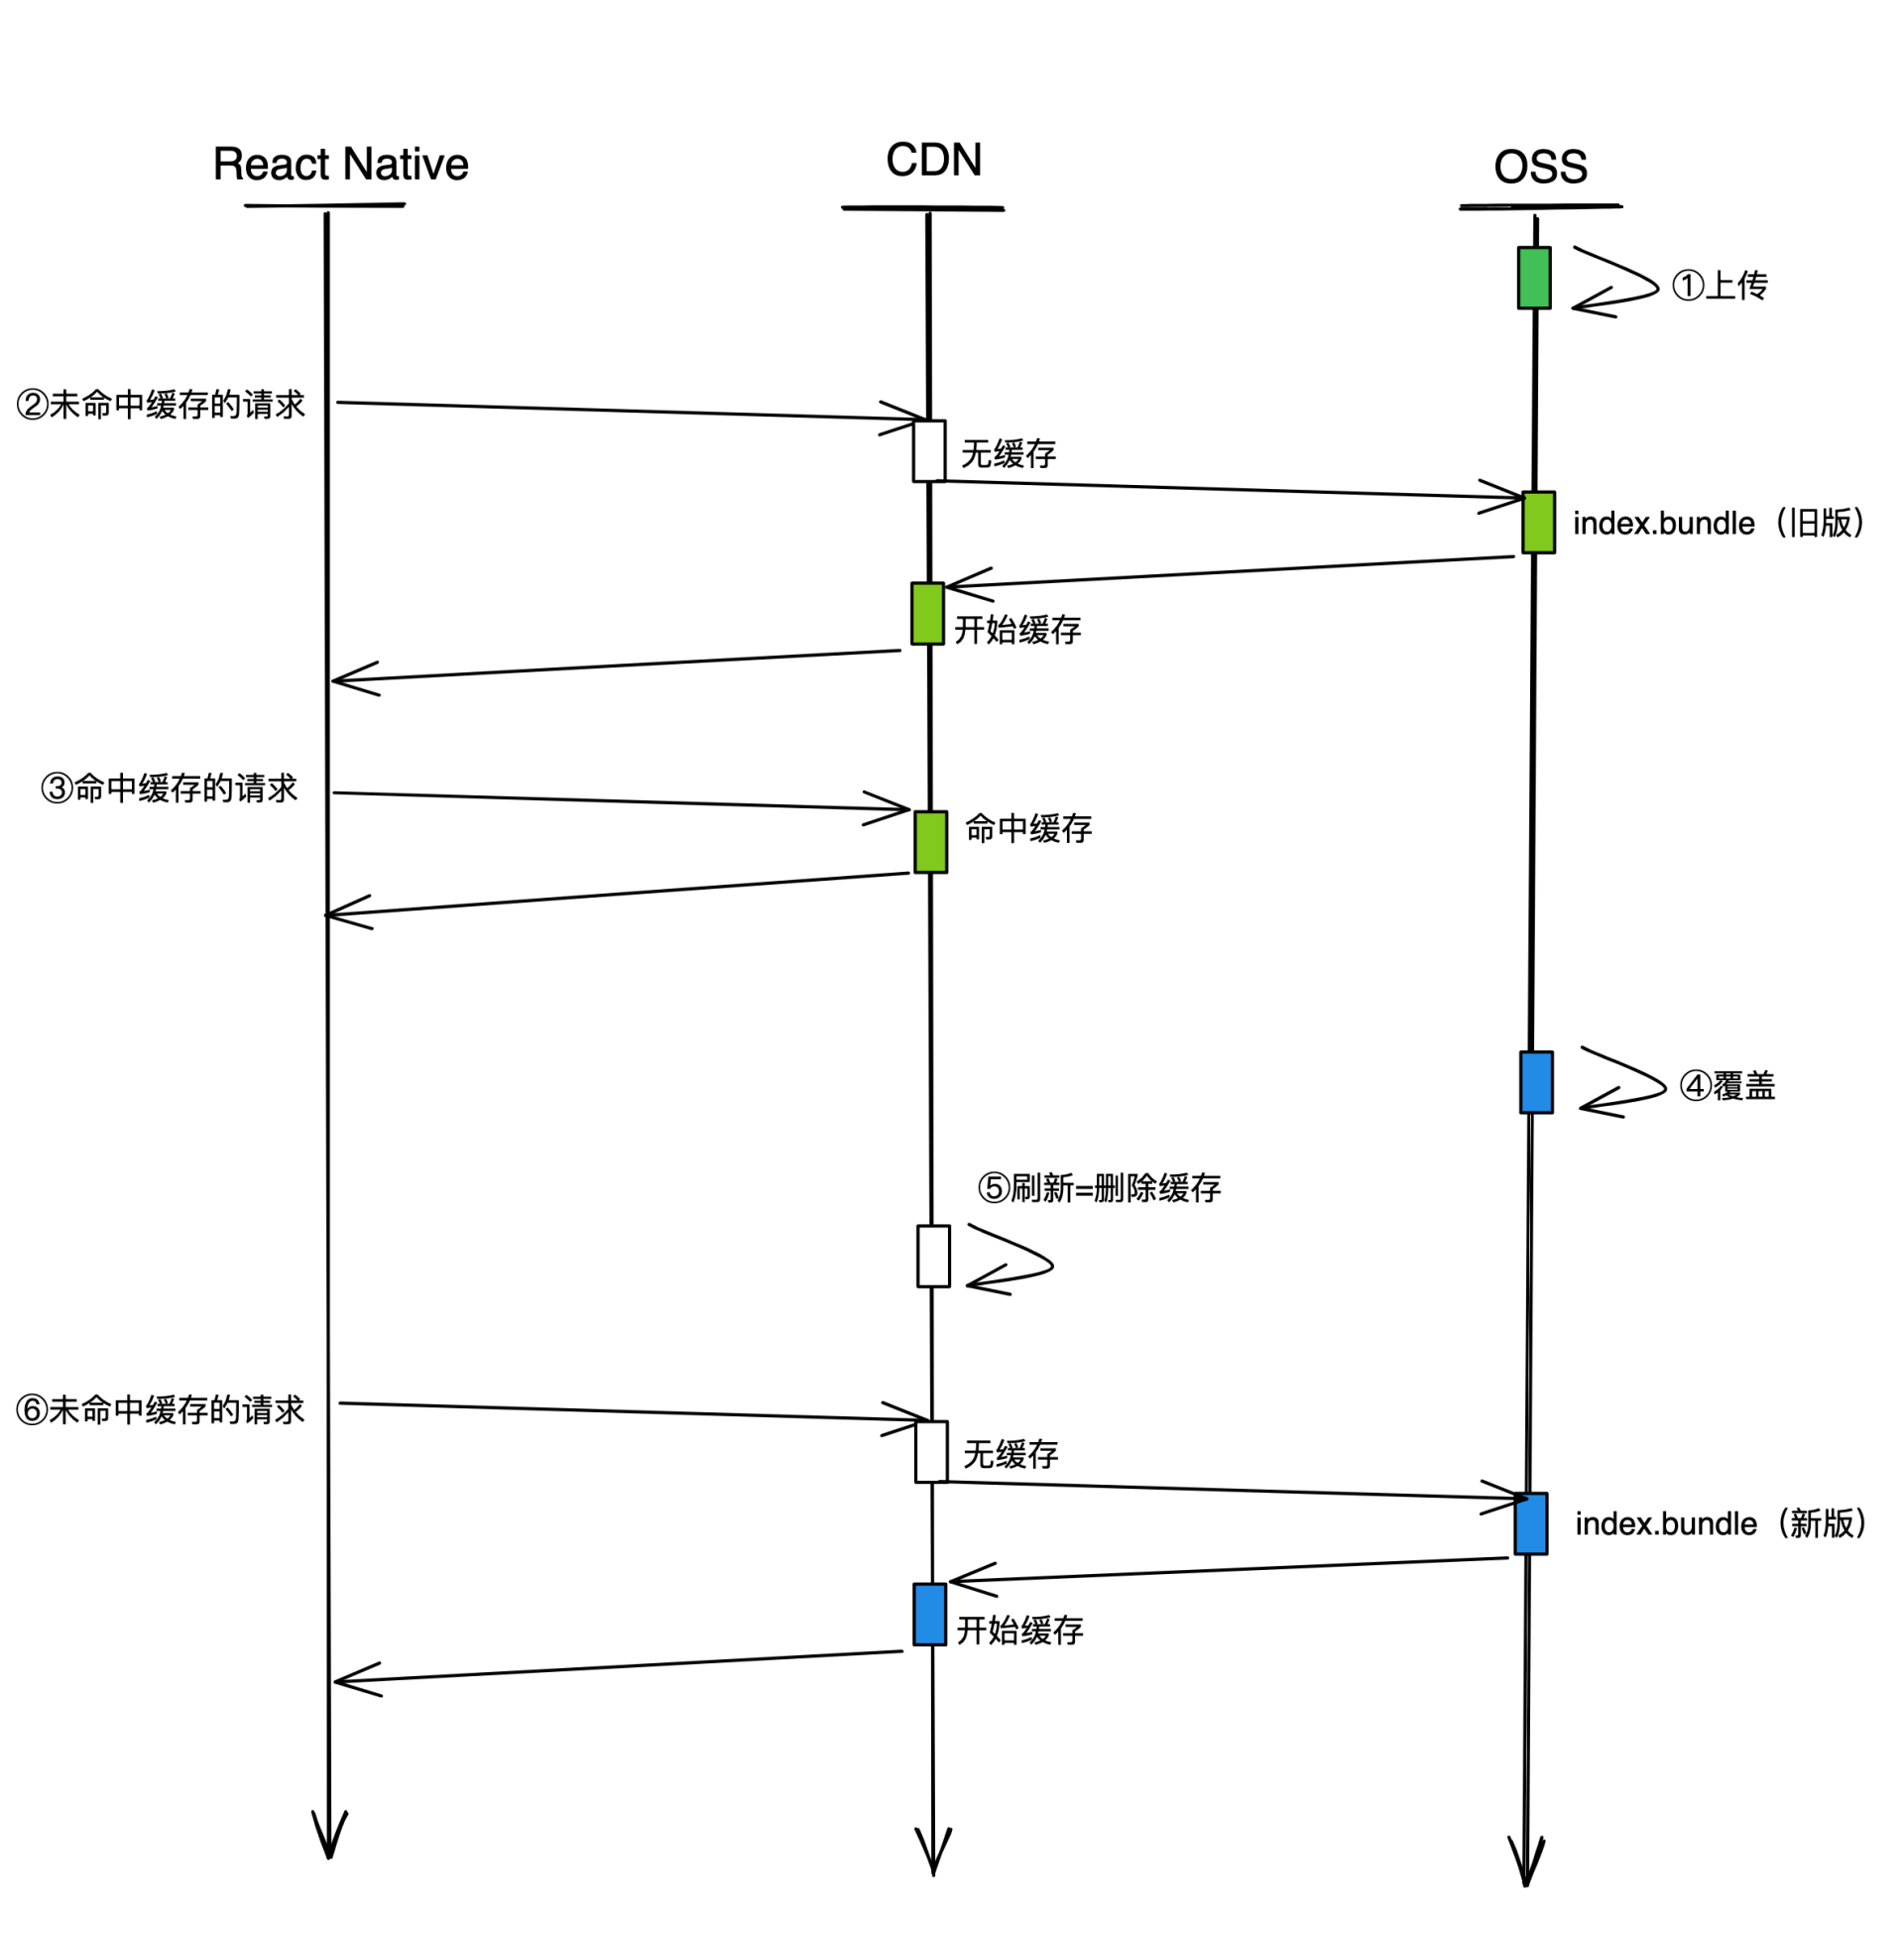 React Native
CDN
OSS
①上传
②未命中缓存的请求
无缓存
index.bundle（旧版）
开始缓存
③命中缓存的请求
命中缓存
④覆盖
⑤刷新=删除缓存
⑥未命中缓存的请求
无缓存
index.bundle（新版）
开始缓存